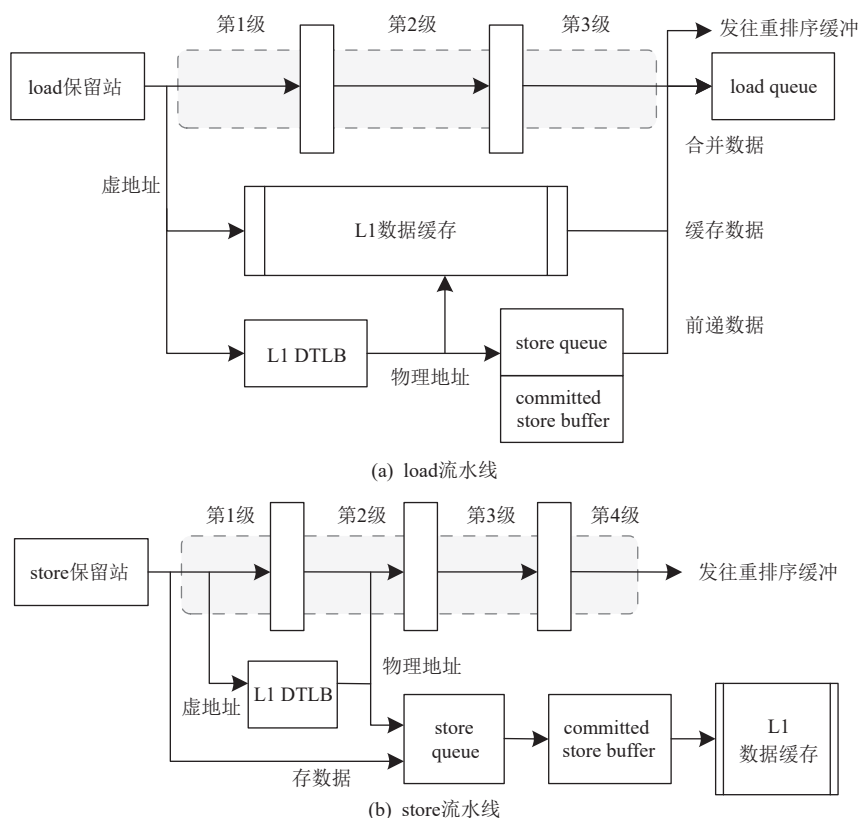 第1级
第2级
第3级
发往重排序缓冲
load保留站
load queue
合并数据
虚地址
L1数据缓存
缓存数据
前递数据
L1 DTLB
物理地址
store queue
committed
store buffer
(a) load流水线
第1级
第2级
第3级
第4级
store保留站
发往重排序缓冲
物理地址
虚地址
L1 DTLB
store
queue
committed
store buffer
L1
数据缓存
存数据
(b) store流水线